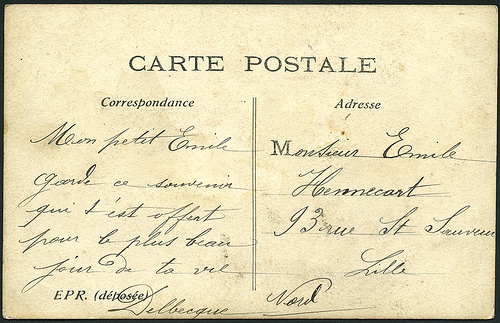 CARTE POSTALE
Correspondance
Adresse
Mon petit Emile
garde ce souvenir
qui t'est offert
pour le plus beau
jour de ta vie
Delbecque
EPR. (déposée)
Monsieur Emile
Hennecart
93 rue St Sauveur
Lille
Nord